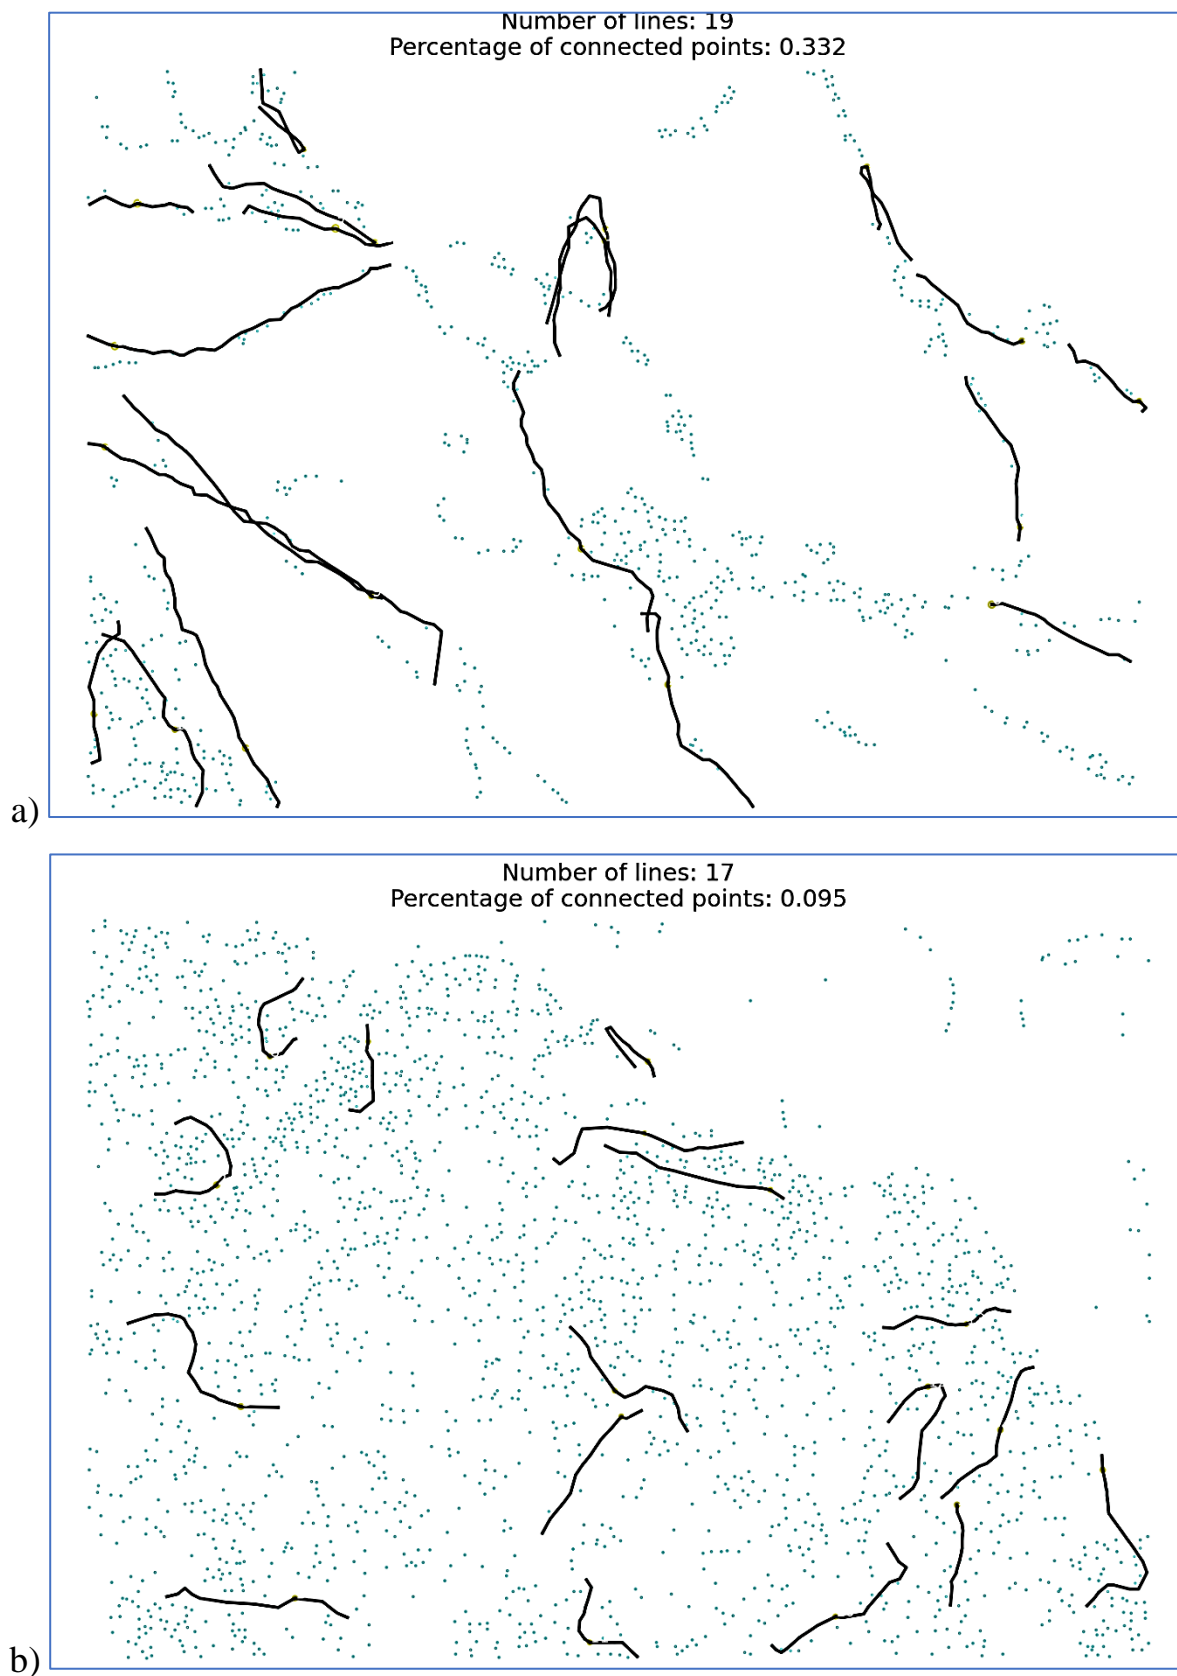 Number of lines: 19
Percentage of connected points: 0.332
a)
Number of lines: 17
Percentage of connected points: 0.095
b)